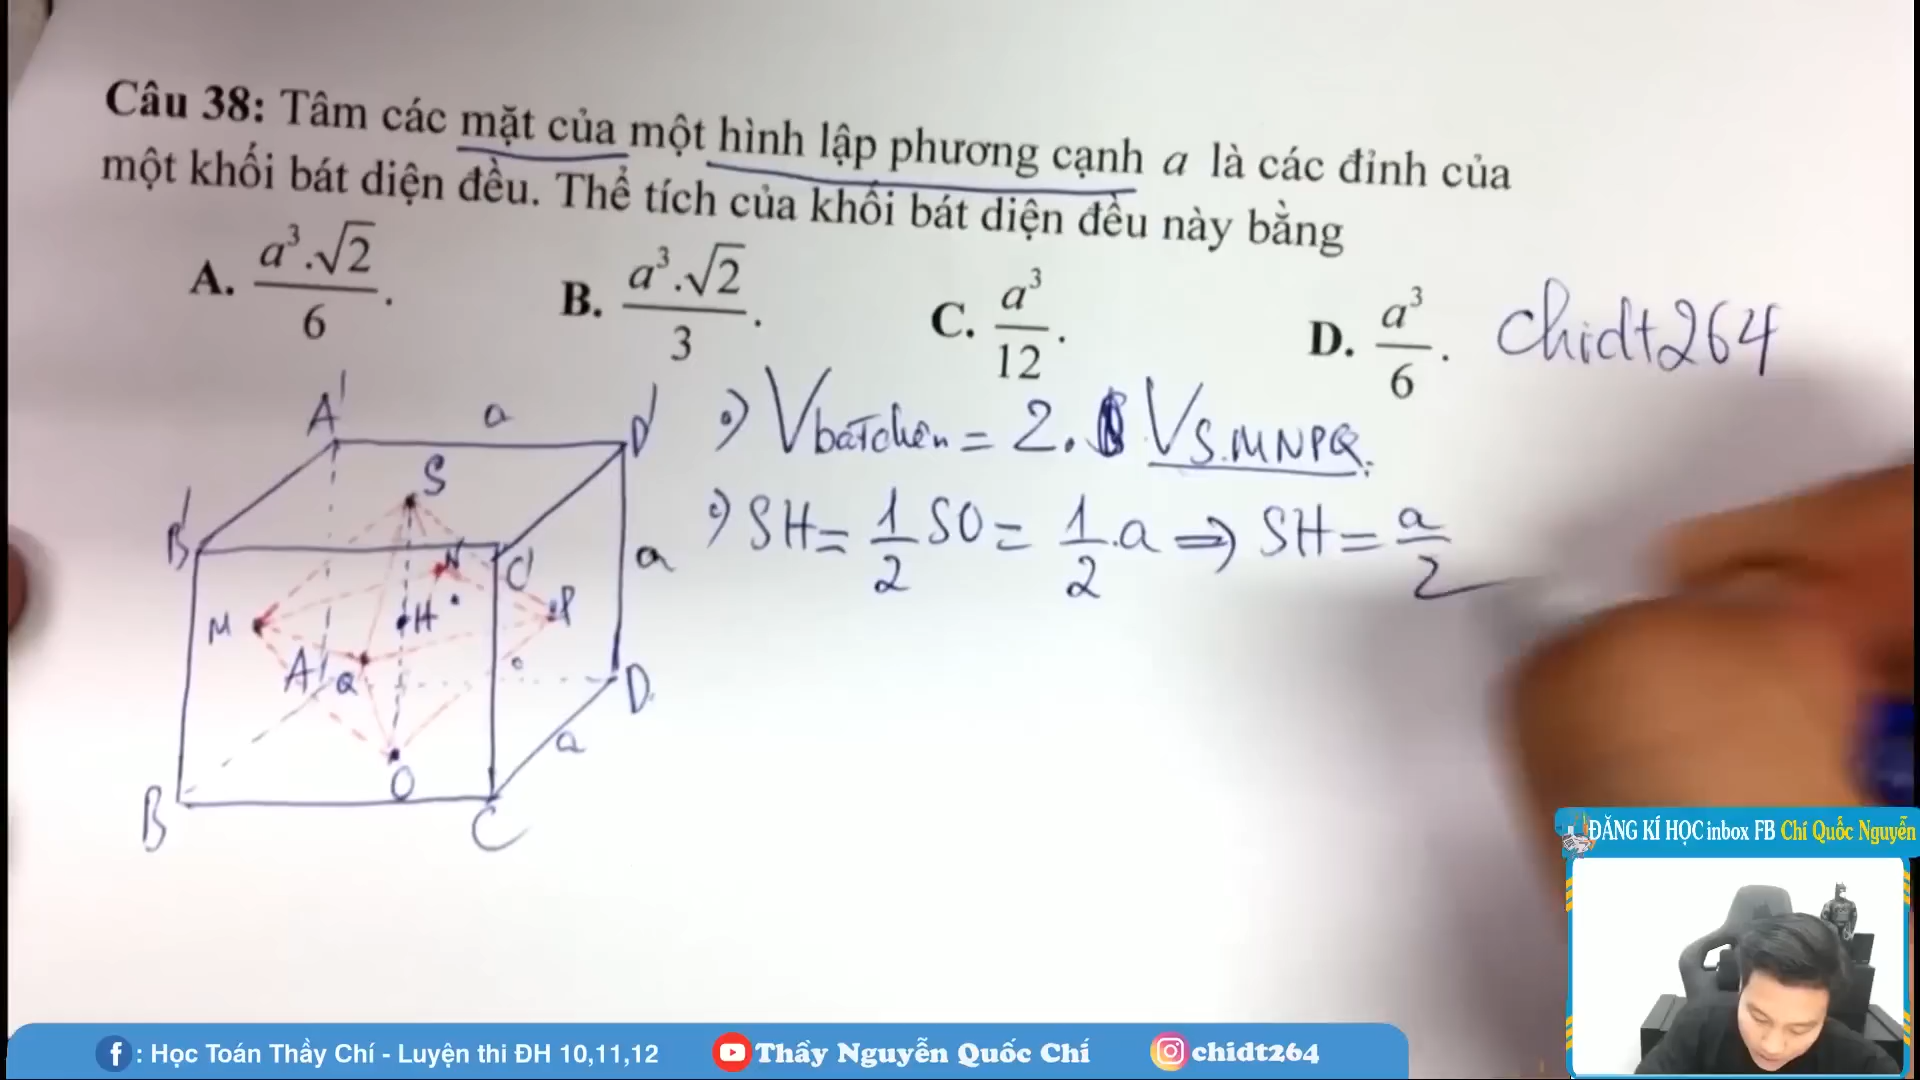 Câu 38: Tâm các mặt của một hình lập phương cạnh a là các đỉnh của
một khối bát diện đều. Thể tích của khối bát diện đều này bằng
A. a³.√2/6. B. a³.√2/3. C. a³/12. D. a³/6. chidt264
•) Vbát diện = 2. VS.MNPQ.
•) SH = 1/2 SO = 1/2 .a ⇒ SH = a/2
A' a D'
S
B' N C' a
M H P
A Q D
a
O
B C
ĐĂNG KÍ HỌC inbox FB Chí Quốc Nguyễn
f : Học Toán Thầy Chí - Luyện thi ĐH 10,11,12 Thầy Nguyễn Quốc Chí chidt264